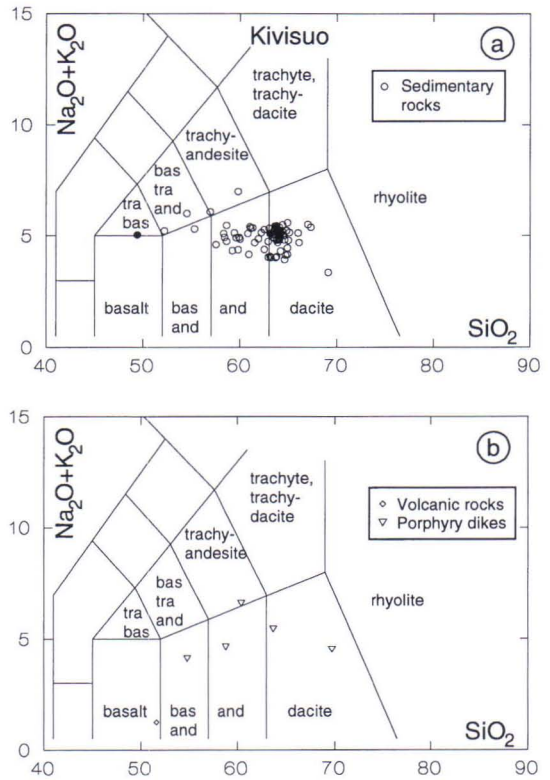 15
Na₂O+K₂O
Kivisuo
a
trachyte,
trachy-
dacite
Sedimentary
rocks
10
trachy-
andesite
bas
tra
and
rhyolite
tra
bas
5
basalt
bas
and
and
dacite
SiO₂
0
40 50 60 70 80 90
15
Na₂O+K₂O
b
trachyte,
trachy-
dacite
Volcanic rocks
Porphyry dikes
10
trachy-
andesite
bas
tra
and
rhyolite
tra
bas
5
basalt
bas
and
and
dacite
SiO₂
0
40 50 60 70 80 90